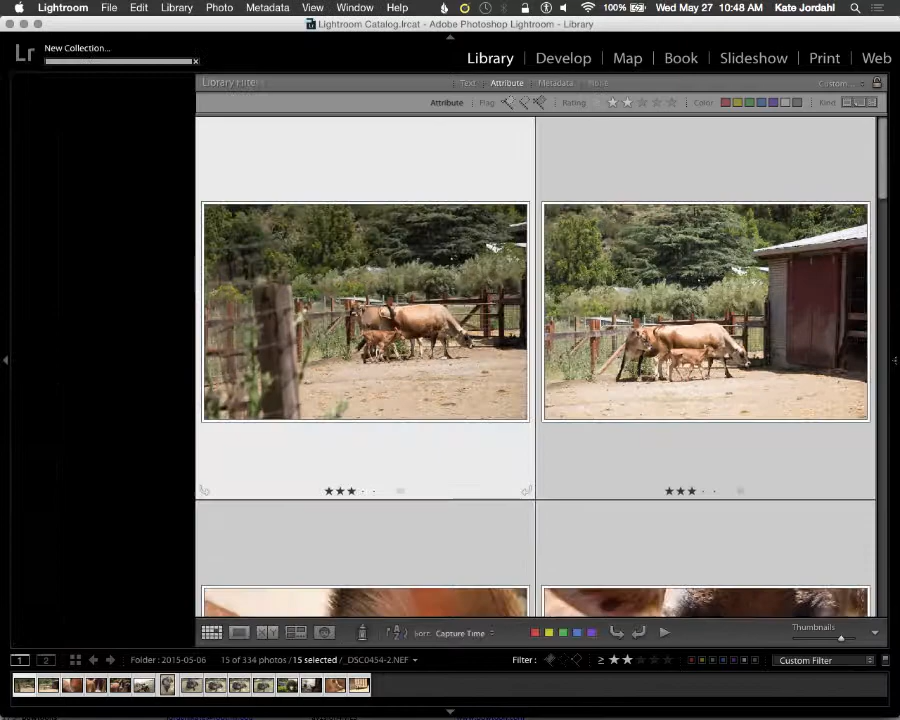 Lightroom File Edit Library Photo Metadata View Window Help 100% Wed May 27 10:48 AM Kate Jordahl
Lightroom Catalog.lrcat - Adobe Photoshop Lightroom - Library
Lr New Collection...
Library | Develop | Map | Book | Slideshow | Print | Web
Library Filter: Text Attribute Metadata None Custom...
Attribute Flag Rating Color Kind
XY Sort: Capture Time Thumbnails
1 2 Folder : 2015-05-06 15 of 334 photos / 15 selected / _DSC0454-2.NEF Filter : ≥ ★★ Custom Filter